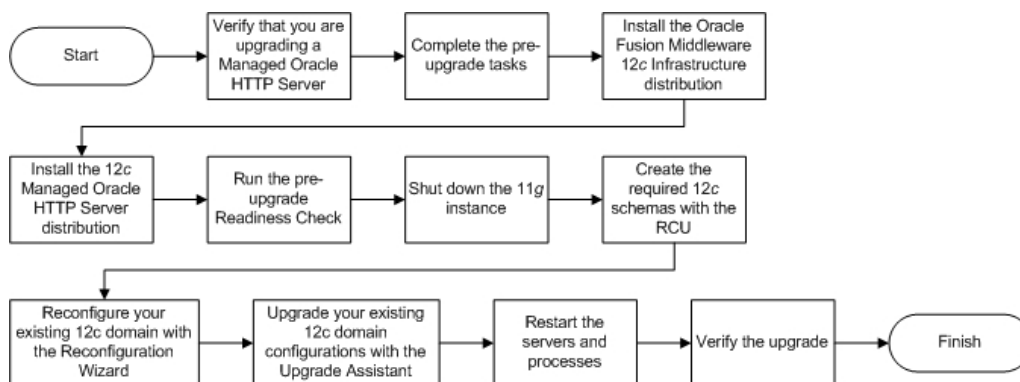 Start
Verify that you are
upgrading a
Managed Oracle
HTTP Server
Complete the pre-
upgrade tasks
Install the Oracle
Fusion Middleware
12c Infrastructure
distribution
Install the 12c
Managed Oracle
HTTP Server
distribution
Run the pre-
upgrade
Readiness Check
Shut down the 11g
instance
Create the
required 12c
schemas with the
RCU
Reconfigure your
existing 12c domain with
the Reconfiguration
Wizard
Upgrade your existing
12c domain
configurations with the
Upgrade Assistant
Restart the
servers and
processes
Verify the upgrade
Finish